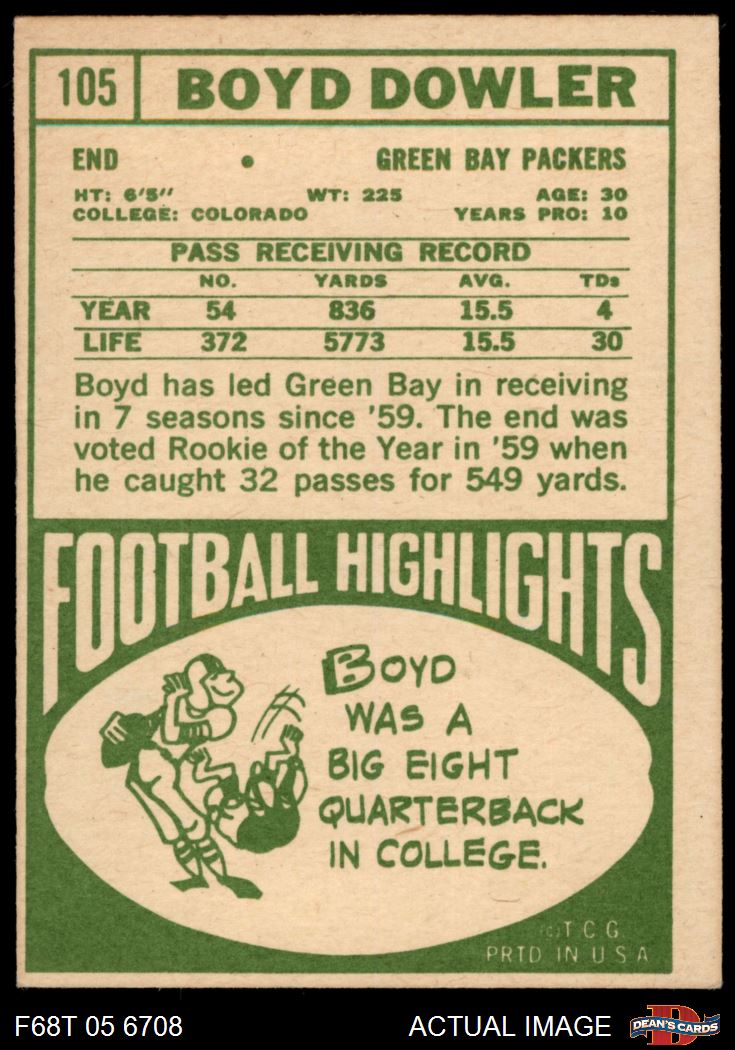 105 BOYD DOWLER
END • GREEN BAY PACKERS
HT: 6'5" WT: 225 AGE: 30
COLLEGE: COLORADO YEARS PRO: 10
PASS RECEIVING RECORD
NO. YARDS AVG. TDs
YEAR 54 836 15.5 4
LIFE 372 5773 15.5 30
Boyd has led Green Bay in receiving
in 7 seasons since '59. The end was
voted Rookie of the Year in '59 when
he caught 32 passes for 549 yards.
FOOTBALL HIGHLIGHTS
BOYD
WAS A
BIG EIGHT
QUARTERBACK
IN COLLEGE.
©T.C.G.
PRTD. IN U.S.A.
F68T 05 6708 ACTUAL IMAGE DEAN'S CARDS